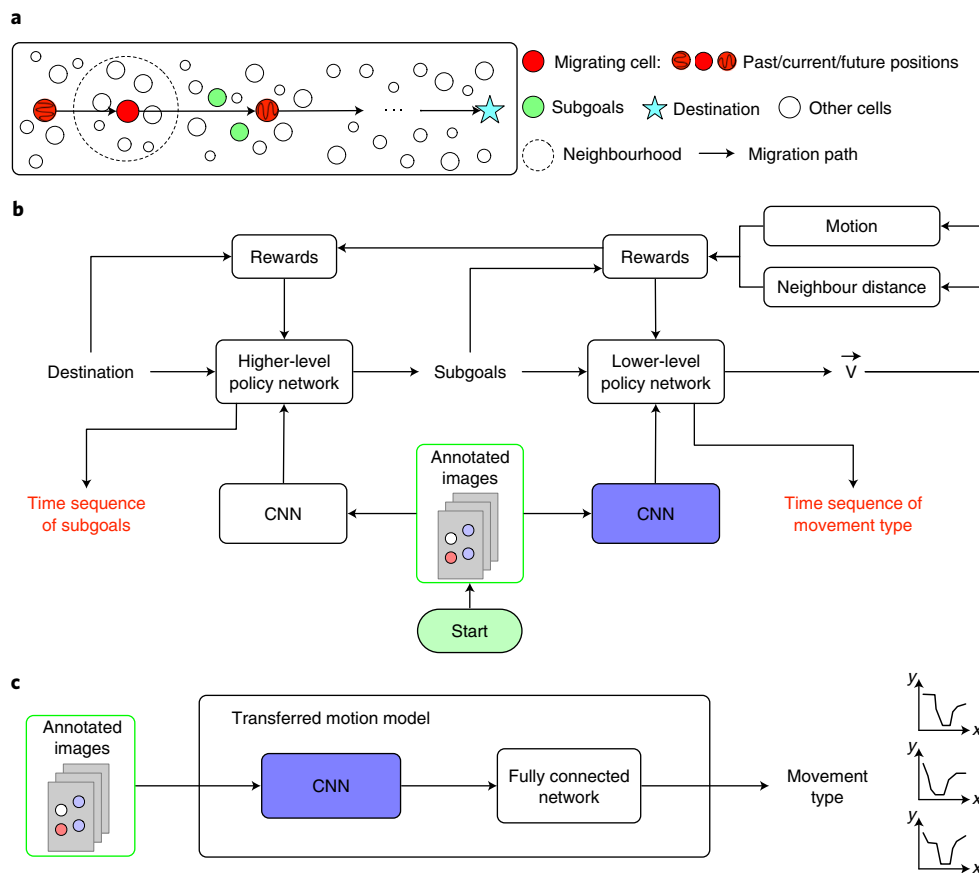 a
Migrating cell:
Past/current/future positions
Subgoals
Destination
Other cells
Neighbourhood
Migration path
...
b
Rewards
Rewards
Motion
Neighbour distance
Destination
Higher-level
policy network
Subgoals
Lower-level
policy network
V
Time sequence
of subgoals
CNN
Annotated
images
CNN
Time sequence of
movement type
Start
c
Annotated
images
Transferred motion model
CNN
Fully connected
network
Movement
type
y
x
y
x
y
x